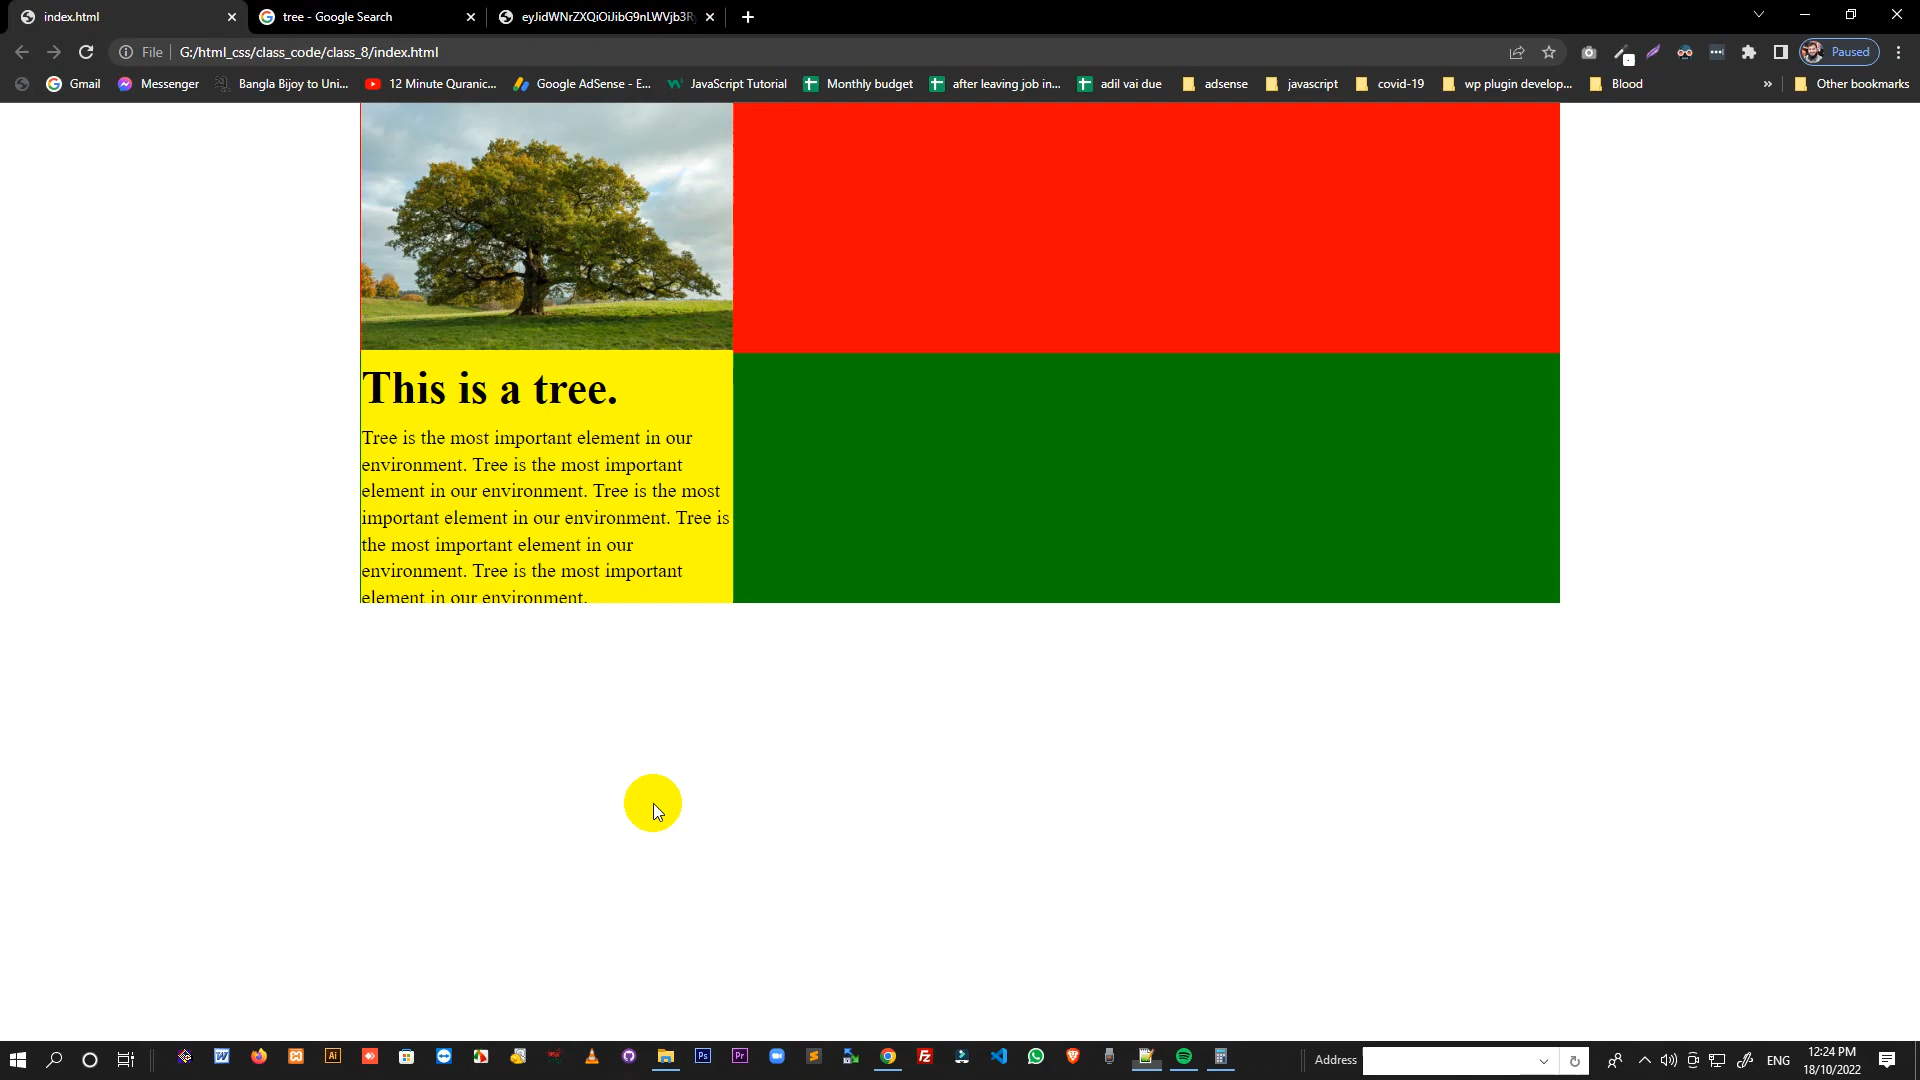 index.html
tree - Google Search
File
G:/html_css/class_code/class_8/index.html
Paused
Gmail
Messenger
Bangla Bijoy to Uni...
12 Minute Quranic...
Google AdSense - E...
JavaScript Tutorial
Monthly budget
after leaving job in...
adil vai due
adsense
javascript
covid-19
wp plugin develop...
Blood
»
Other bookmarks
This is a tree.
Tree is the most important element in our
environment. Tree is the most important
element in our environment. Tree is the most
important element in our environment. Tree is
the most important element in our
environment. Tree is the most important
element in our environment.
Address
ENG
12:24 PM
18/10/2022